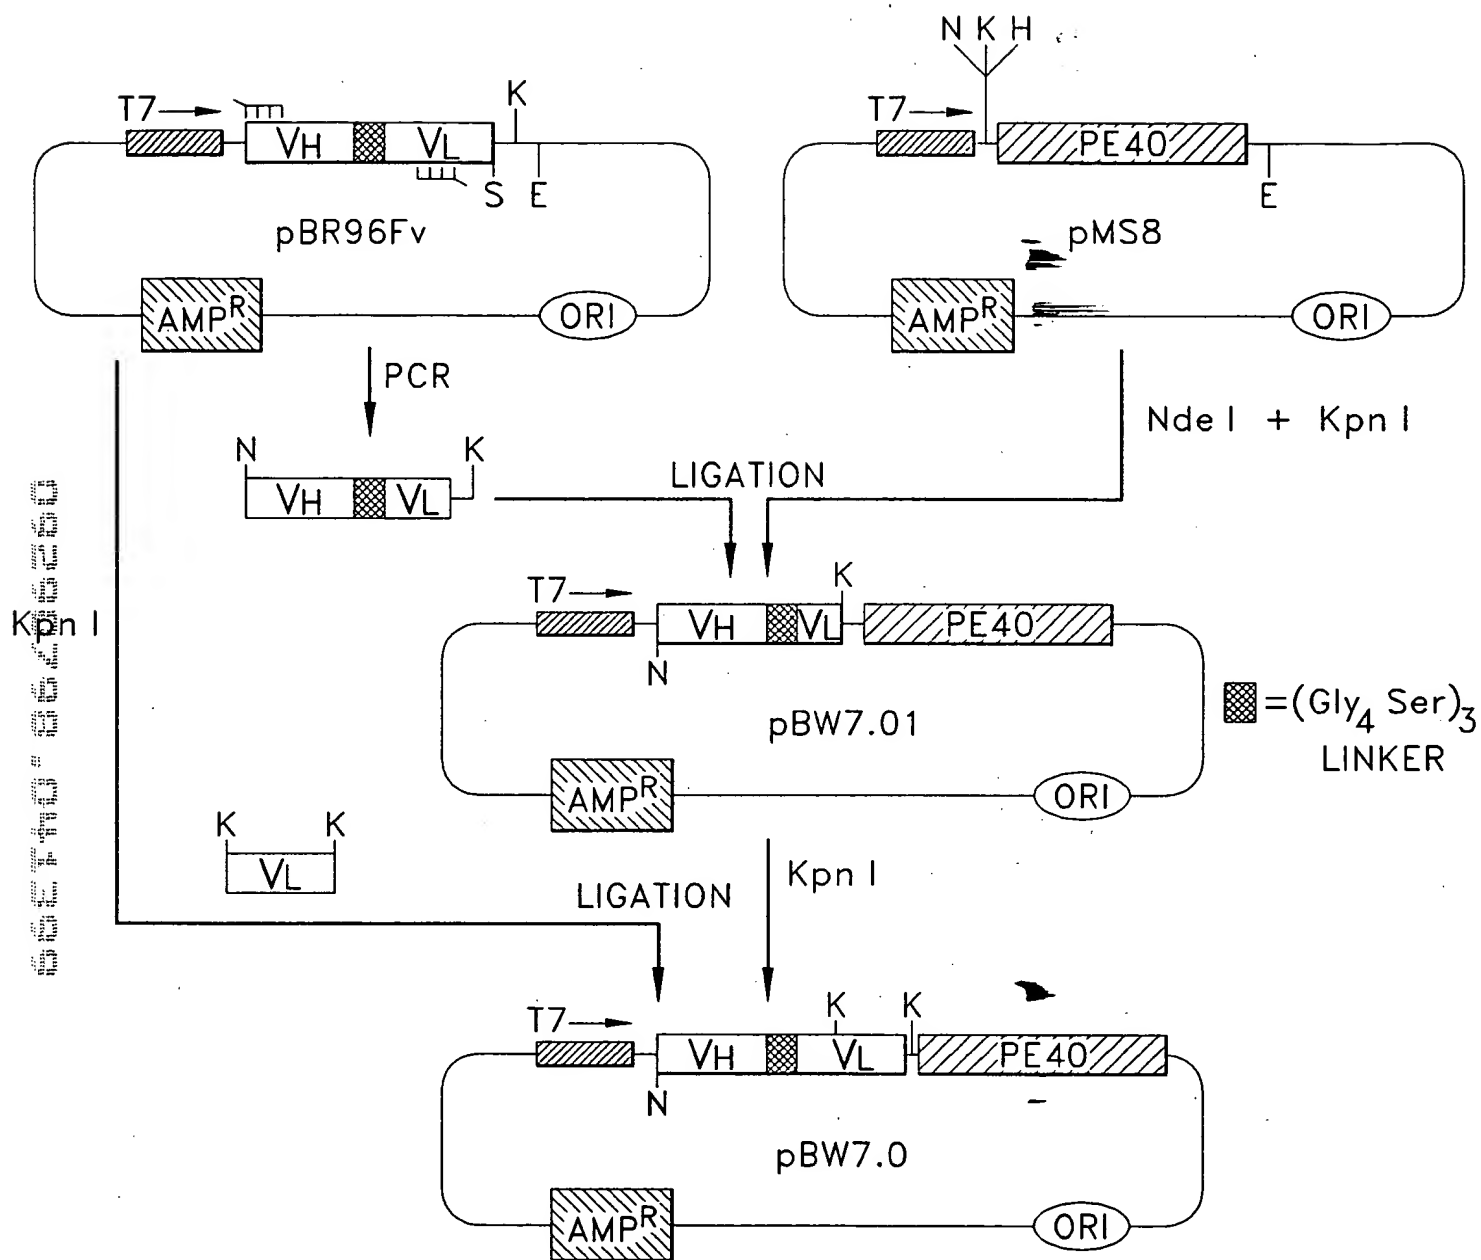 N K H
T7
VH
VL
K
S
E
pBR96Fv
AMPR
ORI
T7
PE40
E
pMS8
AMPR
ORI
PCR
Nde I + Kpn I
N
K
VH
VL
LIGATION
Kpn I
T7
VH
VL
K
PE40
N
pBW7.01
AMPR
ORI
=(Gly4 Ser)3
LINKER
K
K
VL
LIGATION
Kpn I
T7
VH
K
VL
K
PE40
N
pBW7.0
AMPR
ORI